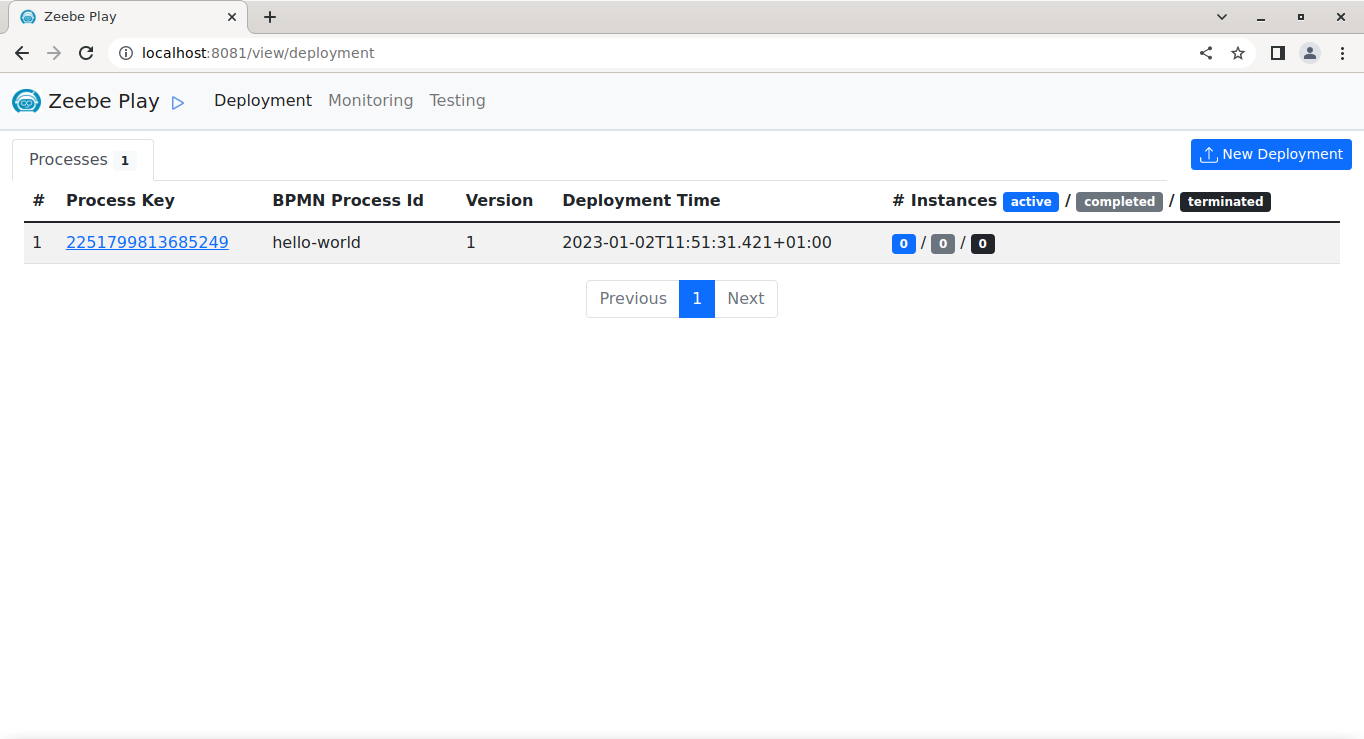 Zeebe Play
localhost:8081/view/deployment
Zeebe Play Deployment Monitoring Testing
Processes 1
New Deployment
# Process Key BPMN Process Id Version Deployment Time # Instances active / completed / terminated
1 2251799813685249 hello-world 1 2023-01-02T11:51:31.421+01:00 0 / 0 / 0
Previous 1 Next